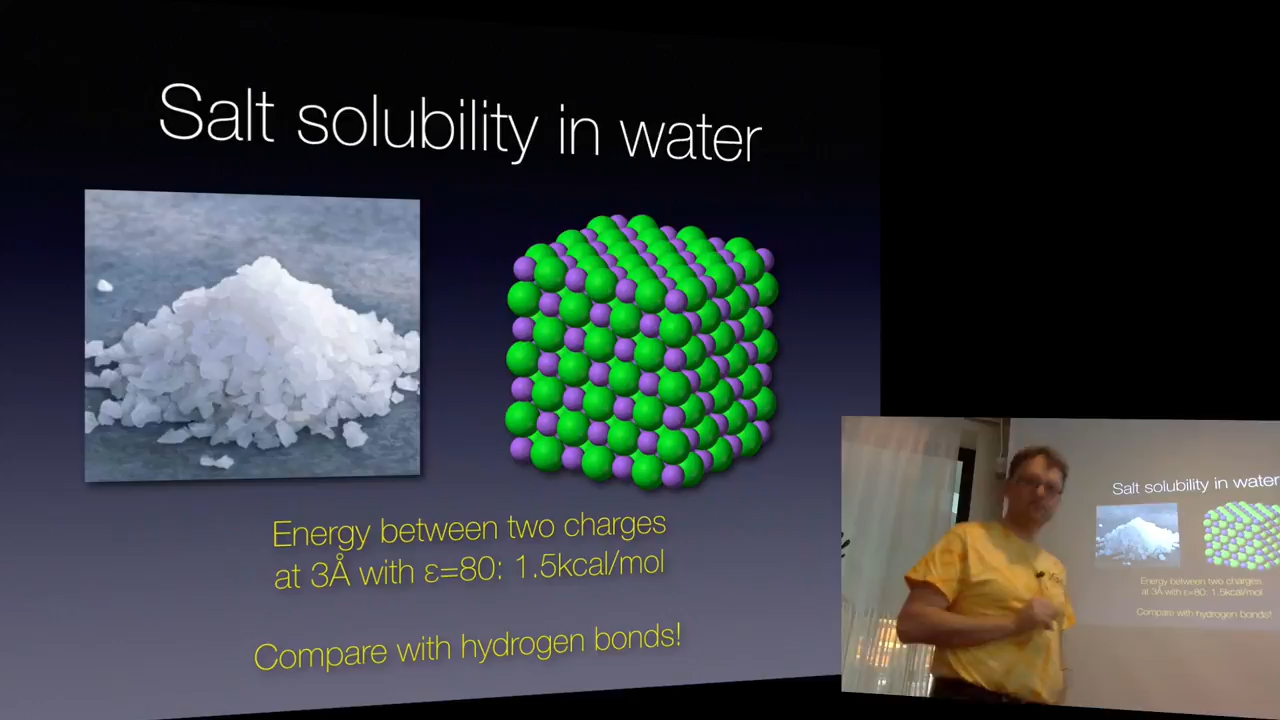 Salt solubility in water
Energy between two charges
at 3Å with ε=80: 1.5kcal/mol
Compare with hydrogen bonds!
Salt solubility in water
Energy between two charges
at 3Å with ε=80: 1.5kcal/mol
Compare with hydrogen bonds!